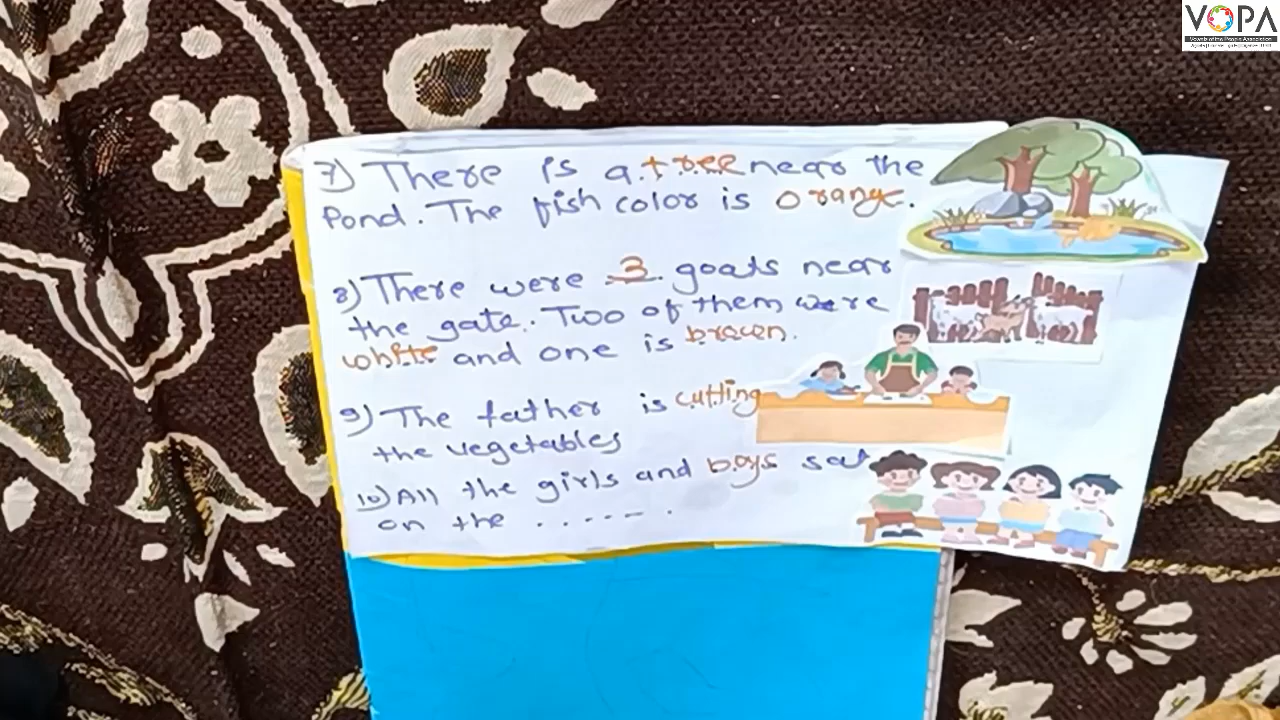 VOPA
7) There is a tree near the
Pond. The fish color is orange.
8) There were 3 goats near
the gate. Two of them were
white and one is brown.
9) The father is cutting
the vegetables
10) All the girls and boys sat
on the ......